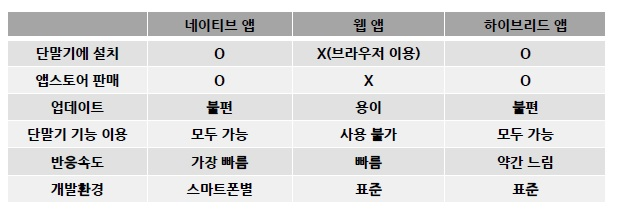 네이티브 앱 웹 앱 하이브리드 앱
단말기에 설치 O X(브라우저 이용) O
앱스토어 판매 O X O
업데이트 불편 용이 불편
단말기 기능 이용 모두 가능 사용 불가 모두 가능
반응속도 가장 빠름 빠름 약간 느림
개발환경 스마트폰별 표준 표준